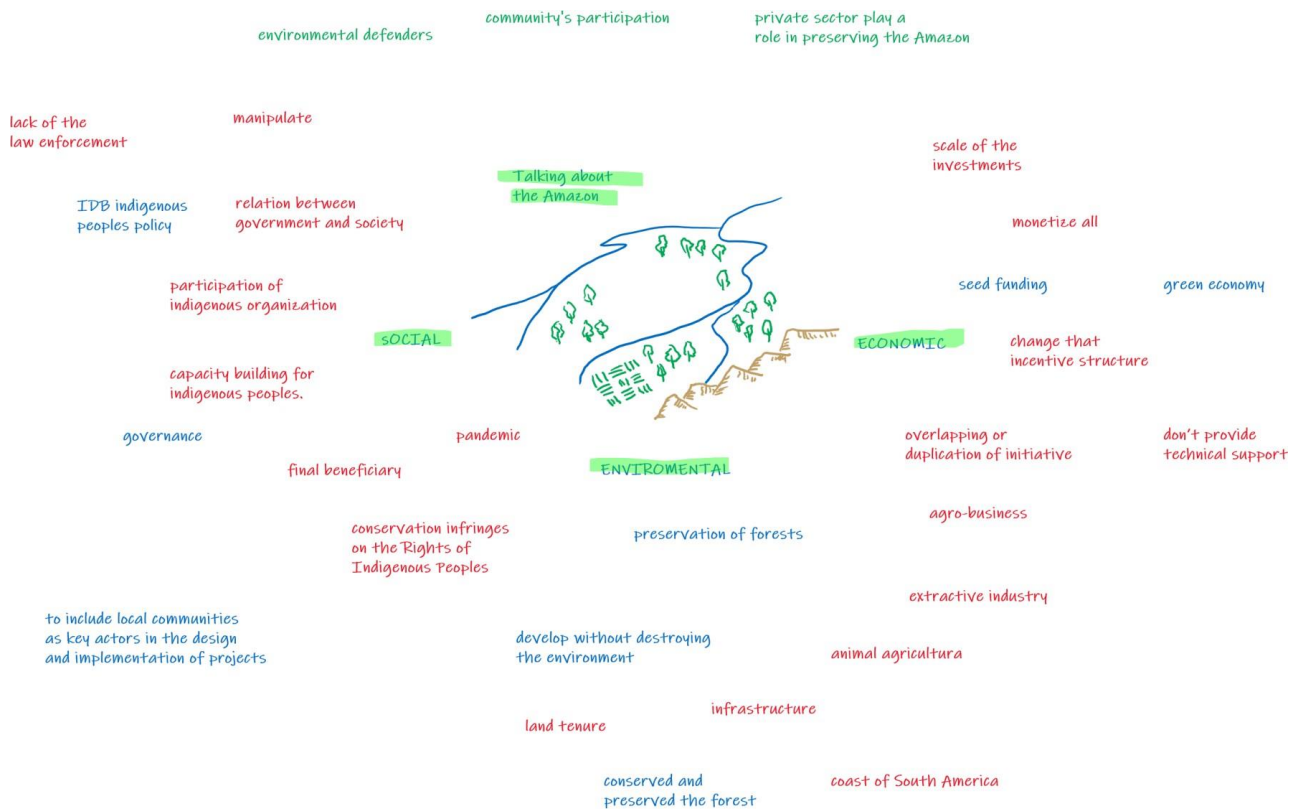 community's participation
private sector play a
role in preserving the Amazon
environmental defenders
lack of the
law enforcement
manipulate
scale of the
investments
Talking about
the Amazon
IDB indigenous
peoples policy
relation between
government and society
monetize all
participation of
indigenous organization
seed funding
green economy
SOCIAL
ECONOMIC
change that
incentive structure
capacity building for
indigenous peoples.
governance
pandemic
overlapping or
duplication of initiative
don't provide
technical support
final beneficiary
ENVIROMENTAL
agro-business
conservation infringes
on the Rights of
Indigenous Peoples
preservation of forests
extractive industry
to include local communities
as key actors in the design
and implementation of projects
develop without destroying
the environment
animal agricultura
infrastructure
land tenure
conserved and
preserved the forest
coast of South America